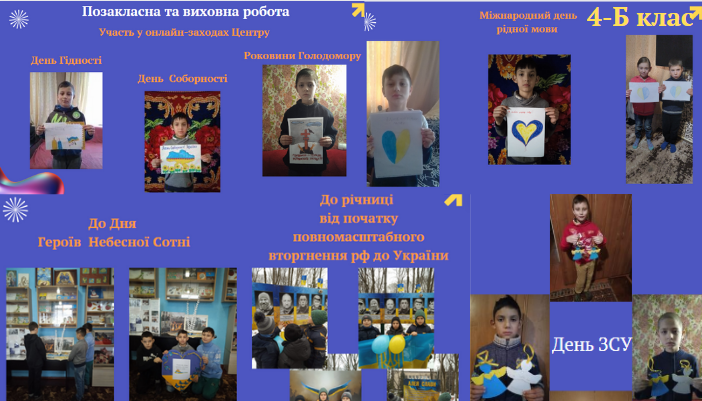 Позакласна та виховна робота
Участь у онлайн-заходах Центру
День Гідності
День Соборності
Роковини Голодомору
Міжнародний день
рідної мови
4-Б клас
До Дня
Героїв Небесної Сотні
До річниці
від початку
повномасштабного
вторгнення рф до України
День ЗСУ